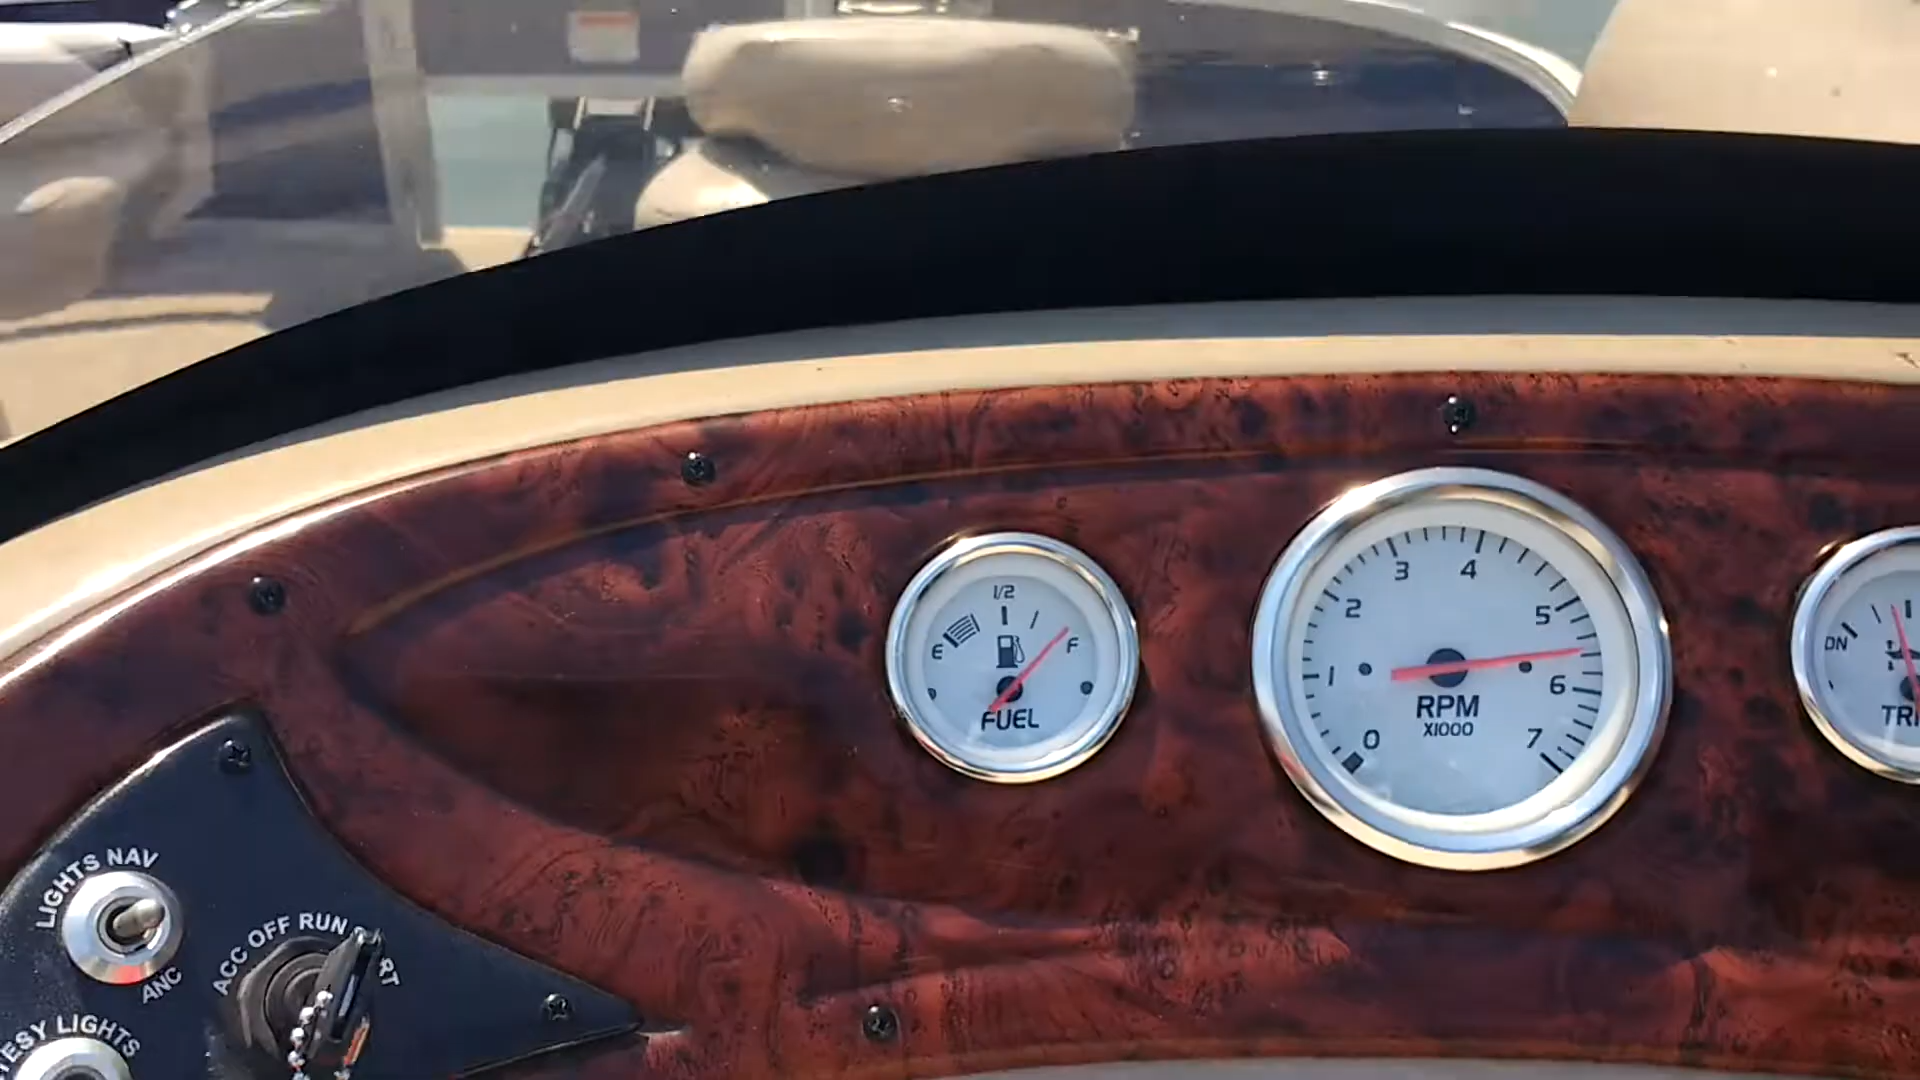 1/2
E
F
FUEL
0
1
2
3
4
5
6
7
RPM
X1000
DN
LIGHTS NAV
ANC
ACC OFF RUN
LIGHTS